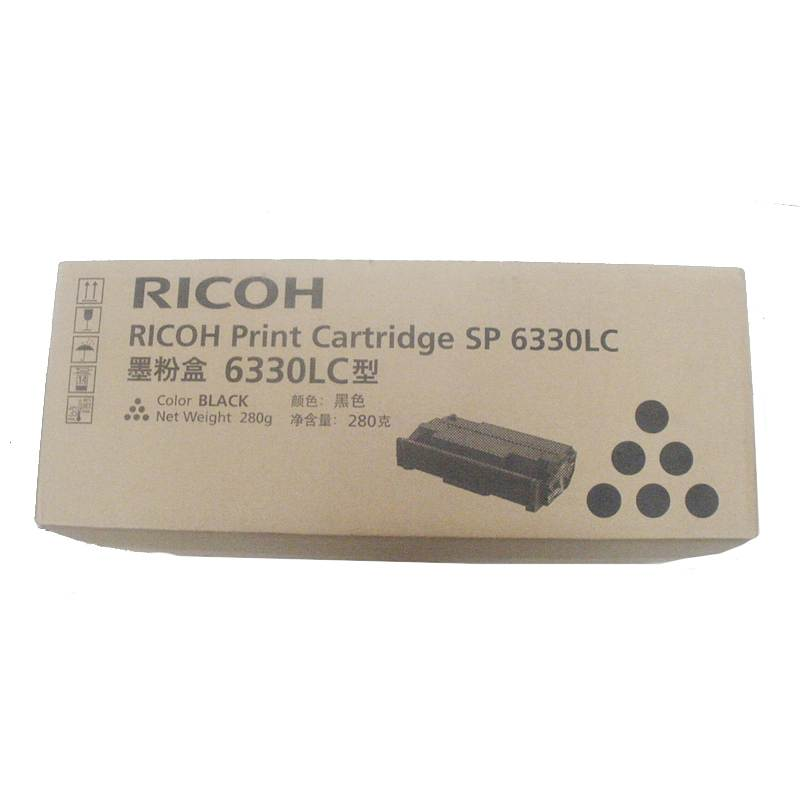 RICOH
RICOH Print Cartridge SP 6330LC
墨粉盒 6330LC型
Color BLACK 颜色: 黑色
Net Weight 280g 净含量: 280克